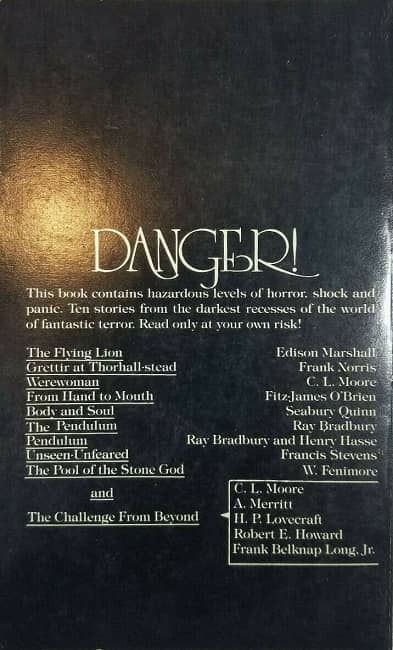 DANGER!
This book contains hazardous levels of horror, shock and
panic. Ten stories from the darkest recesses of the world
of fantastic terror. Read only at your own risk!
The Flying Lion Edison Marshall
Grettir at Thorhall-stead Frank Norris
Werewoman C. L. Moore
From Hand to Mouth Fitz-James O'Brien
Body and Soul Seabury Quinn
The Pendulum Ray Bradbury
Pendulum Ray Bradbury and Henry Hasse
Unseen-Unfeared Francis Stevens
The Pool of the Stone God W. Fenimore
and
The Challenge From Beyond
C. L. Moore
A. Merritt
H. P. Lovecraft
Robert E. Howard
Frank Belknap Long, Jr.